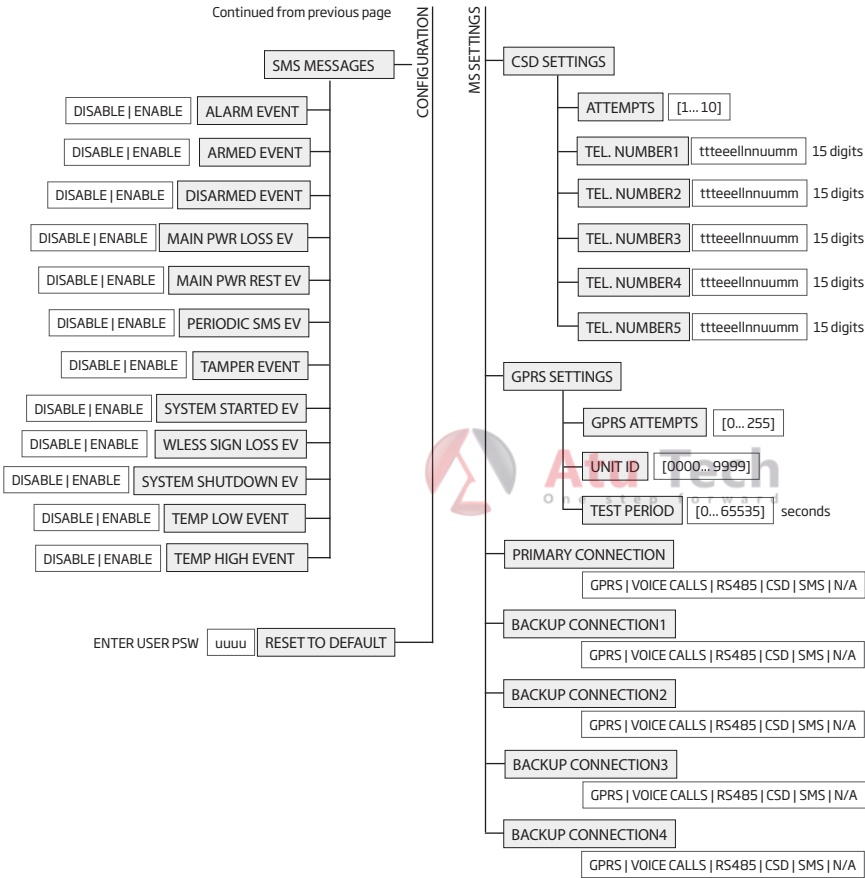 Continued from previous page
CONFIGURATION
SMS MESSAGES
DISABLE | ENABLE ALARM EVENT
DISABLE | ENABLE ARMED EVENT
DISABLE | ENABLE DISARMED EVENT
DISABLE | ENABLE MAIN PWR LOSS EV
DISABLE | ENABLE MAIN PWR REST EV
DISABLE | ENABLE PERIODIC SMS EV
DISABLE | ENABLE TAMPER EVENT
DISABLE | ENABLE SYSTEM STARTED EV
DISABLE | ENABLE WLESS SIGN LOSS EV
DISABLE | ENABLE SYSTEM SHUTDOWN EV
DISABLE | ENABLE TEMP LOW EVENT
DISABLE | ENABLE TEMP HIGH EVENT
ENTER USER PSW uuuu RESET TO DEFAULT
MS SETTINGS
CSD SETTINGS
ATTEMPTS [1... 10]
TEL. NUMBER1 ttteeellnnuumm 15 digits
TEL. NUMBER2 ttteeellnnuumm 15 digits
TEL. NUMBER3 ttteeellnnuumm 15 digits
TEL. NUMBER4 ttteeellnnuumm 15 digits
TEL. NUMBER5 ttteeellnnuumm 15 digits
GPRS SETTINGS
GPRS ATTEMPTS [0... 255]
UNIT ID [0000... 9999]
TEST PERIOD [0... 65535] seconds
PRIMARY CONNECTION
GPRS | VOICE CALLS | RS485 | CSD | SMS | N/A
BACKUP CONNECTION1
GPRS | VOICE CALLS | RS485 | CSD | SMS | N/A
BACKUP CONNECTION2
GPRS | VOICE CALLS | RS485 | CSD | SMS | N/A
BACKUP CONNECTION3
GPRS | VOICE CALLS | RS485 | CSD | SMS | N/A
BACKUP CONNECTION4
GPRS | VOICE CALLS | RS485 | CSD | SMS | N/A
Atu Tech
One step forward